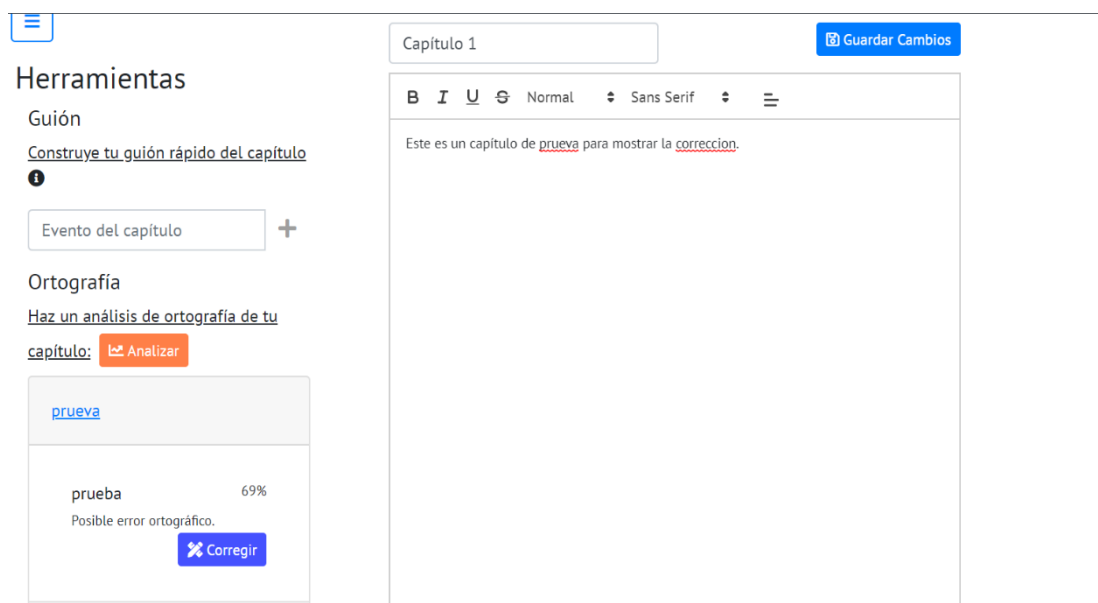 Herramientas
Guión
Construye tu guión rápido del capítulo
Evento del capítulo
Ortografía
Haz un análisis de ortografía de tu
capítulo:
Analizar
prueva
prueba
69%
Posible error ortográfico.
Corregir
Capítulo 1
Guardar Cambios
B I U S Normal Sans Serif
Este es un capítulo de prueva para mostrar la correccion.